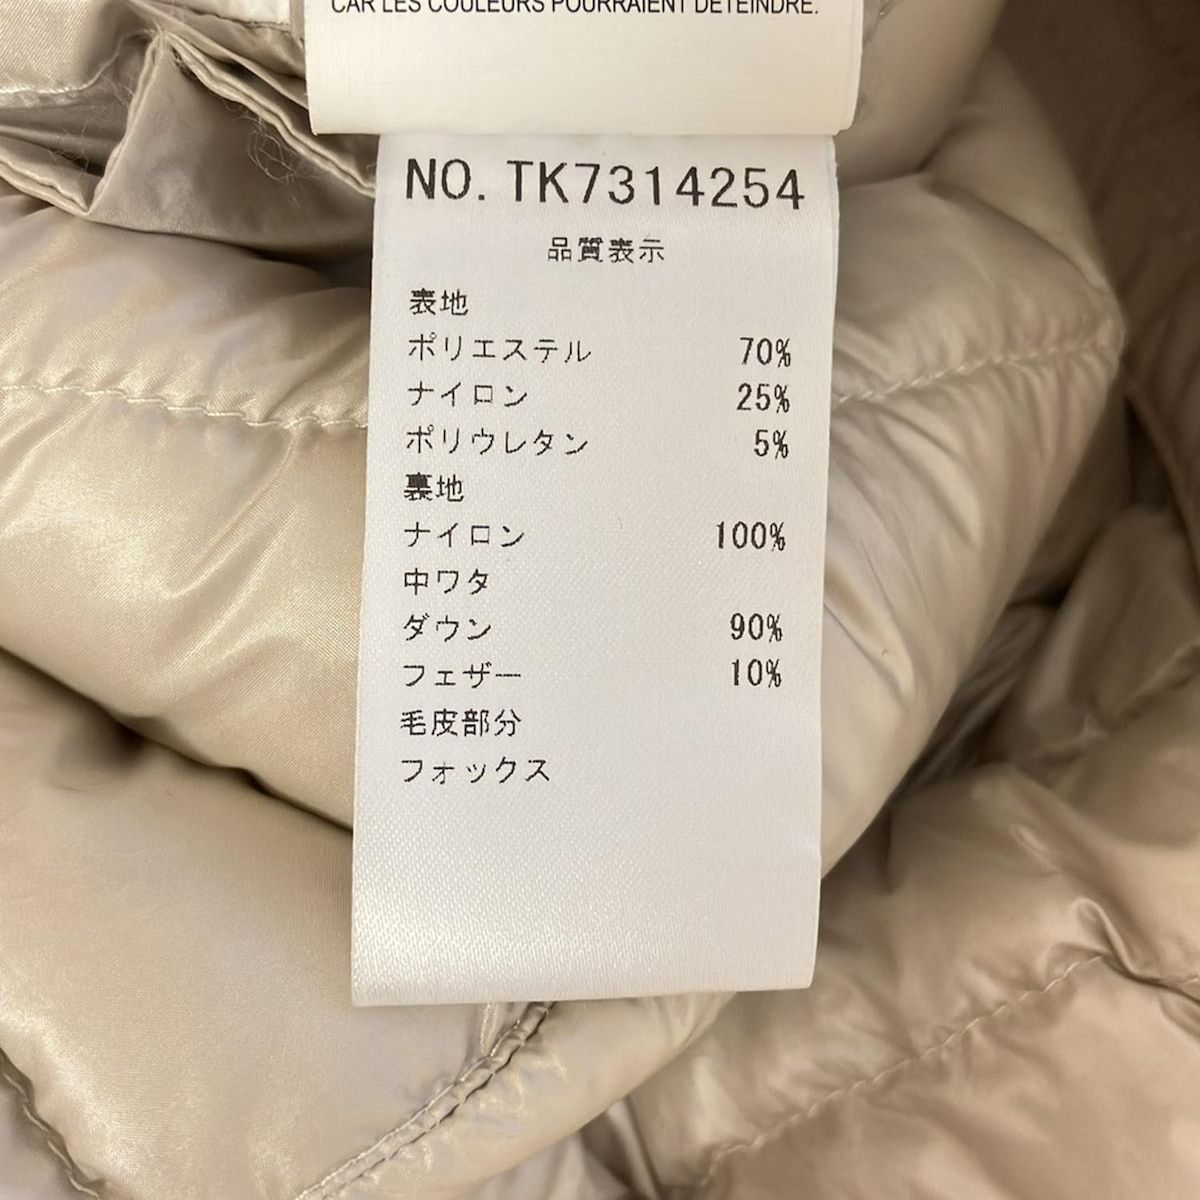 CAR LES COULEURS POURRAIENT DÉTEINDRE.
NO. TK7314254
品質表示
表地
ポリエステル 70%
ナイロン 25%
ポリウレタン 5%
裏地
ナイロン 100%
中ワタ
ダウン 90%
フェザー 10%
毛皮部分
フォックス